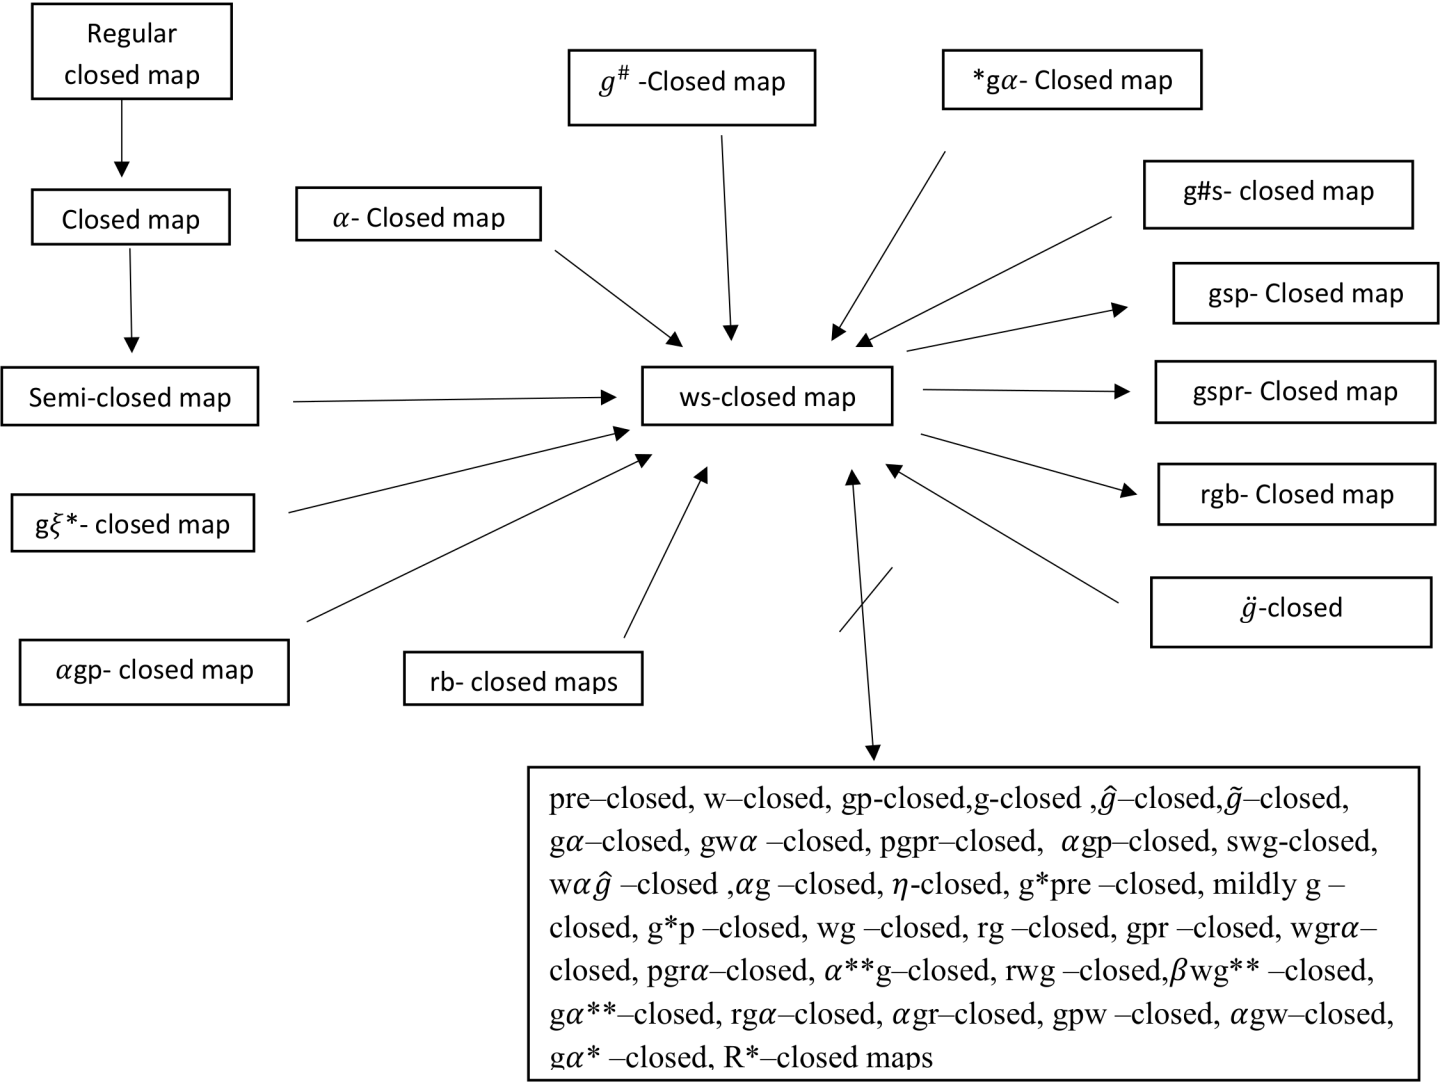 Regular
closed map
g# -Closed map
*gα- Closed map
Closed map
α- Closed map
g#s- closed map
gsp- Closed map
Semi-closed map
ws-closed map
gspr- Closed map
gξ*- closed map
rgb- Closed map
g̈-closed
αgp- closed map
rb- closed maps
pre–closed, w–closed, gp-closed,g-closed ,ĝ–closed,g̃–closed,
gα–closed, gwα –closed, pgpr–closed, αgp–closed, swg-closed,
wαĝ –closed ,αg –closed, η-closed, g*pre –closed, mildly g –
closed, g*p –closed, wg –closed, rg –closed, gpr –closed, wgrα–
closed, pgrα–closed, α**g–closed, rwg –closed,βwg** –closed,
gα**–closed, rgα–closed, αgr–closed, gpw –closed, αgw–closed,
gα* –closed, R*–closed maps